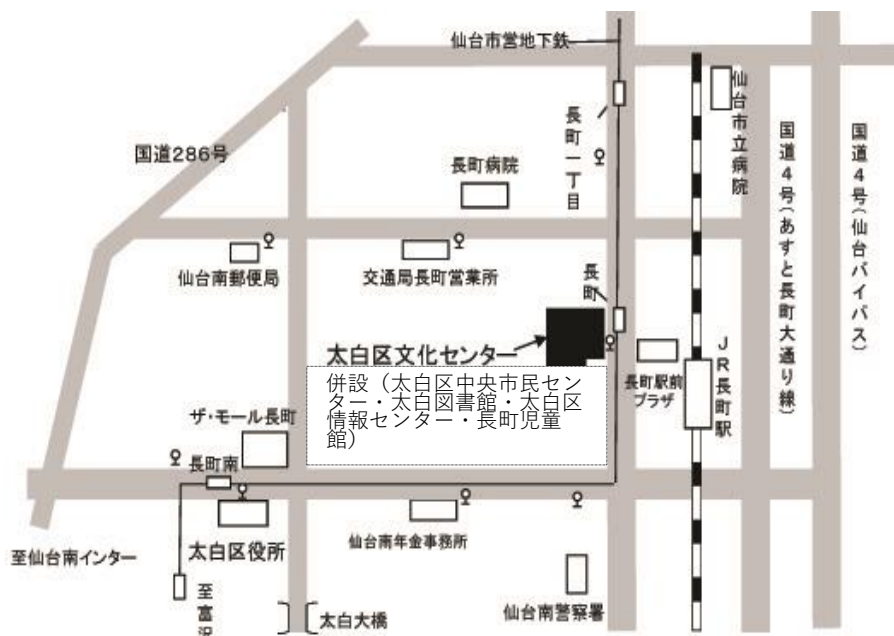 仙台市営地下鉄
国道286号
長町一丁目
長町病院
仙台市立病院
国道4号(あすと長町大通り線)
国道4号(仙台バイパス)
仙台南郵便局
交通局長町営業所
長町
太白区文化センター
併設（太白区中央市民セン
ター・太白図書館・太白区
情報センター・長町児童
館）
長町駅前
プラザ
JR長町駅
ザ・モール長町
長町南
太白区役所
仙台南年金事務所
至仙台南インター
至富沢
太白大橋
仙台南警察署